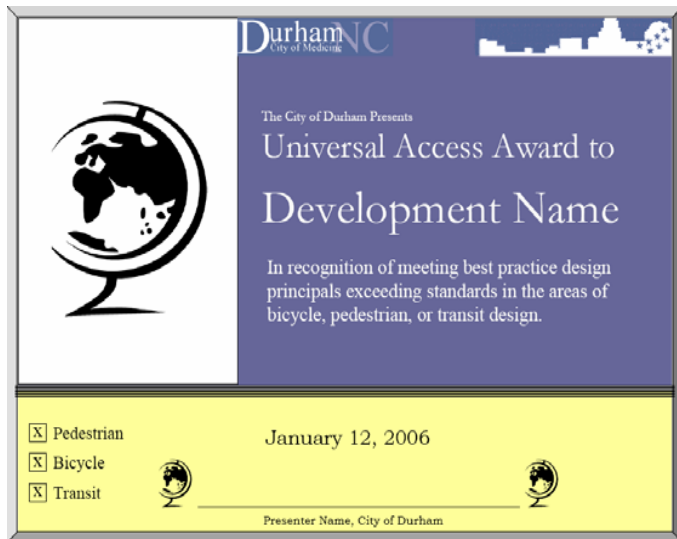 Durham NC
City of Medicine
The City of Durham Presents
Universal Access Award to
Development Name
In recognition of meeting best practice design
principals exceeding standards in the areas of
bicycle, pedestrian, or transit design.
X Pedestrian
X Bicycle
X Transit
January 12, 2006
Presenter Name, City of Durham